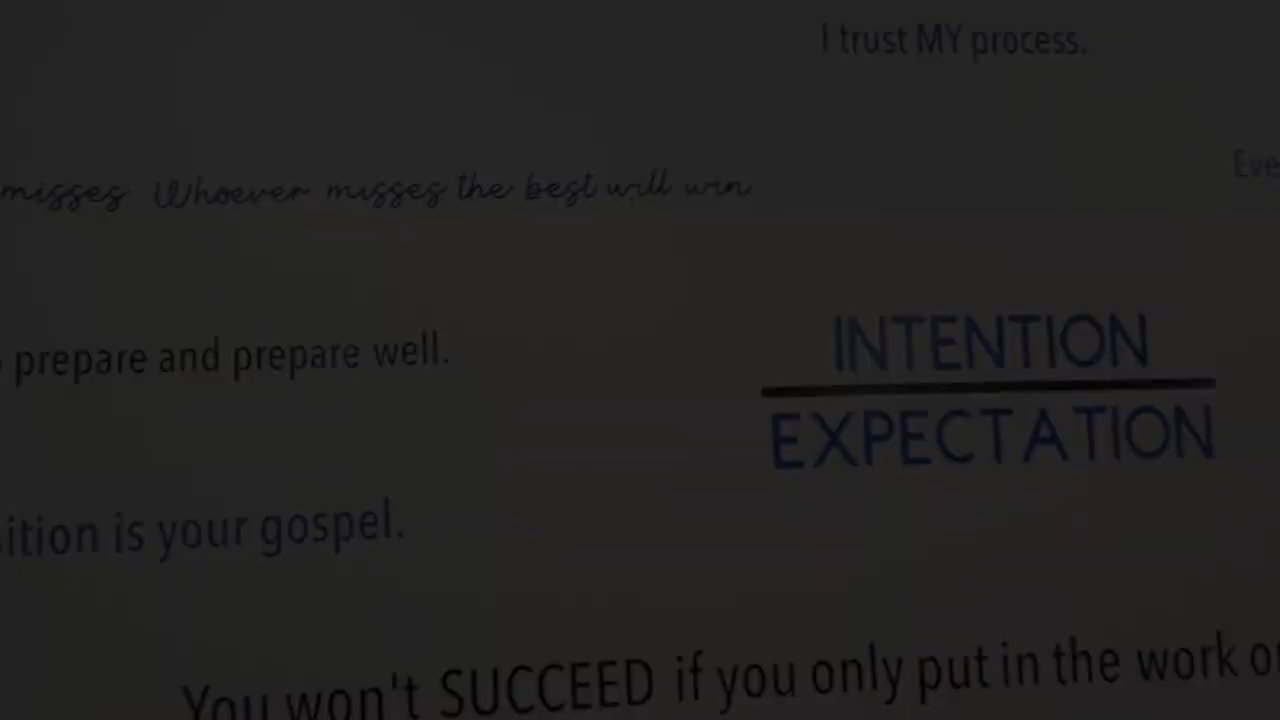 I trust MY process.
misses Whoever misses the best will win
prepare and prepare well.
INTENTION
EXPECTATION
is your gospel.
You won't SUCCEED if you only put in the work